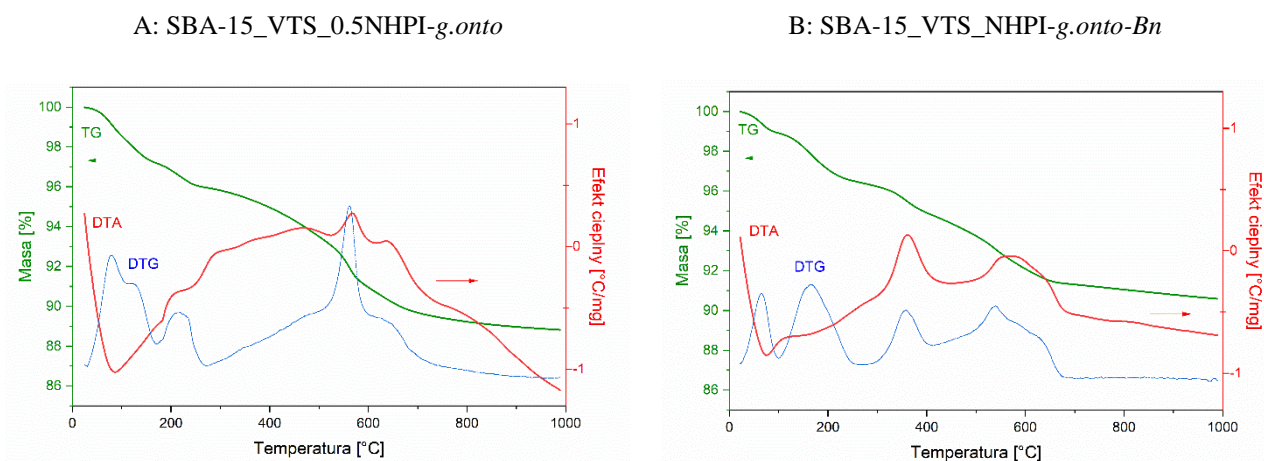 A: SBA-15_VTS_0.5NHPI-g.onto
B: SBA-15_VTS_NHPI-g.onto-Bn
100
98
96
94
92
90
88
86
Masa [%]
TG
DTA
DTG
1
0
-1
Efekt cieplny [°C/mg]
0
200
400
600
800
1000
Temperatura [°C]
100
98
96
94
92
90
88
86
Masa [%]
TG
DTA
DTG
1
0
-1
Efekt cieplny [°C/mg]
0
200
400
600
800
1000
Temperatura [°C]